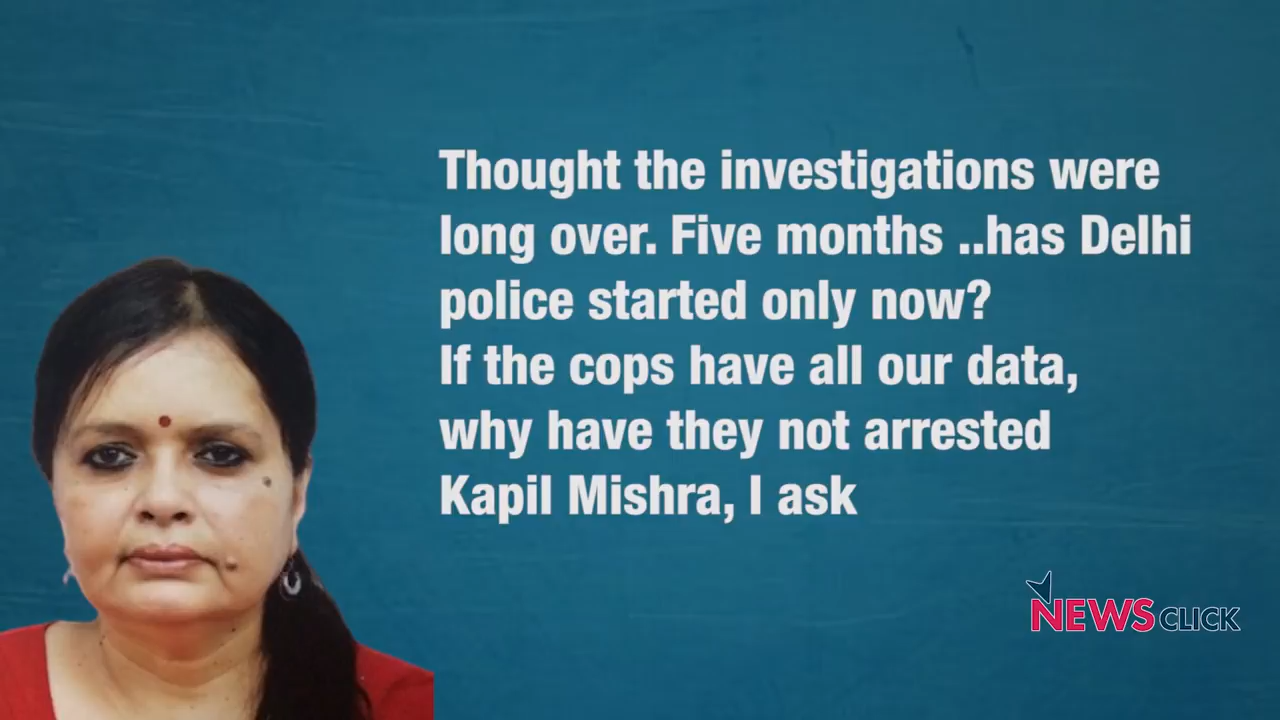 Thought the investigations were
long over. Five months ..has Delhi
police started only now?
If the cops have all our data,
why have they not arrested
Kapil Mishra, I ask
NEWSCLICK